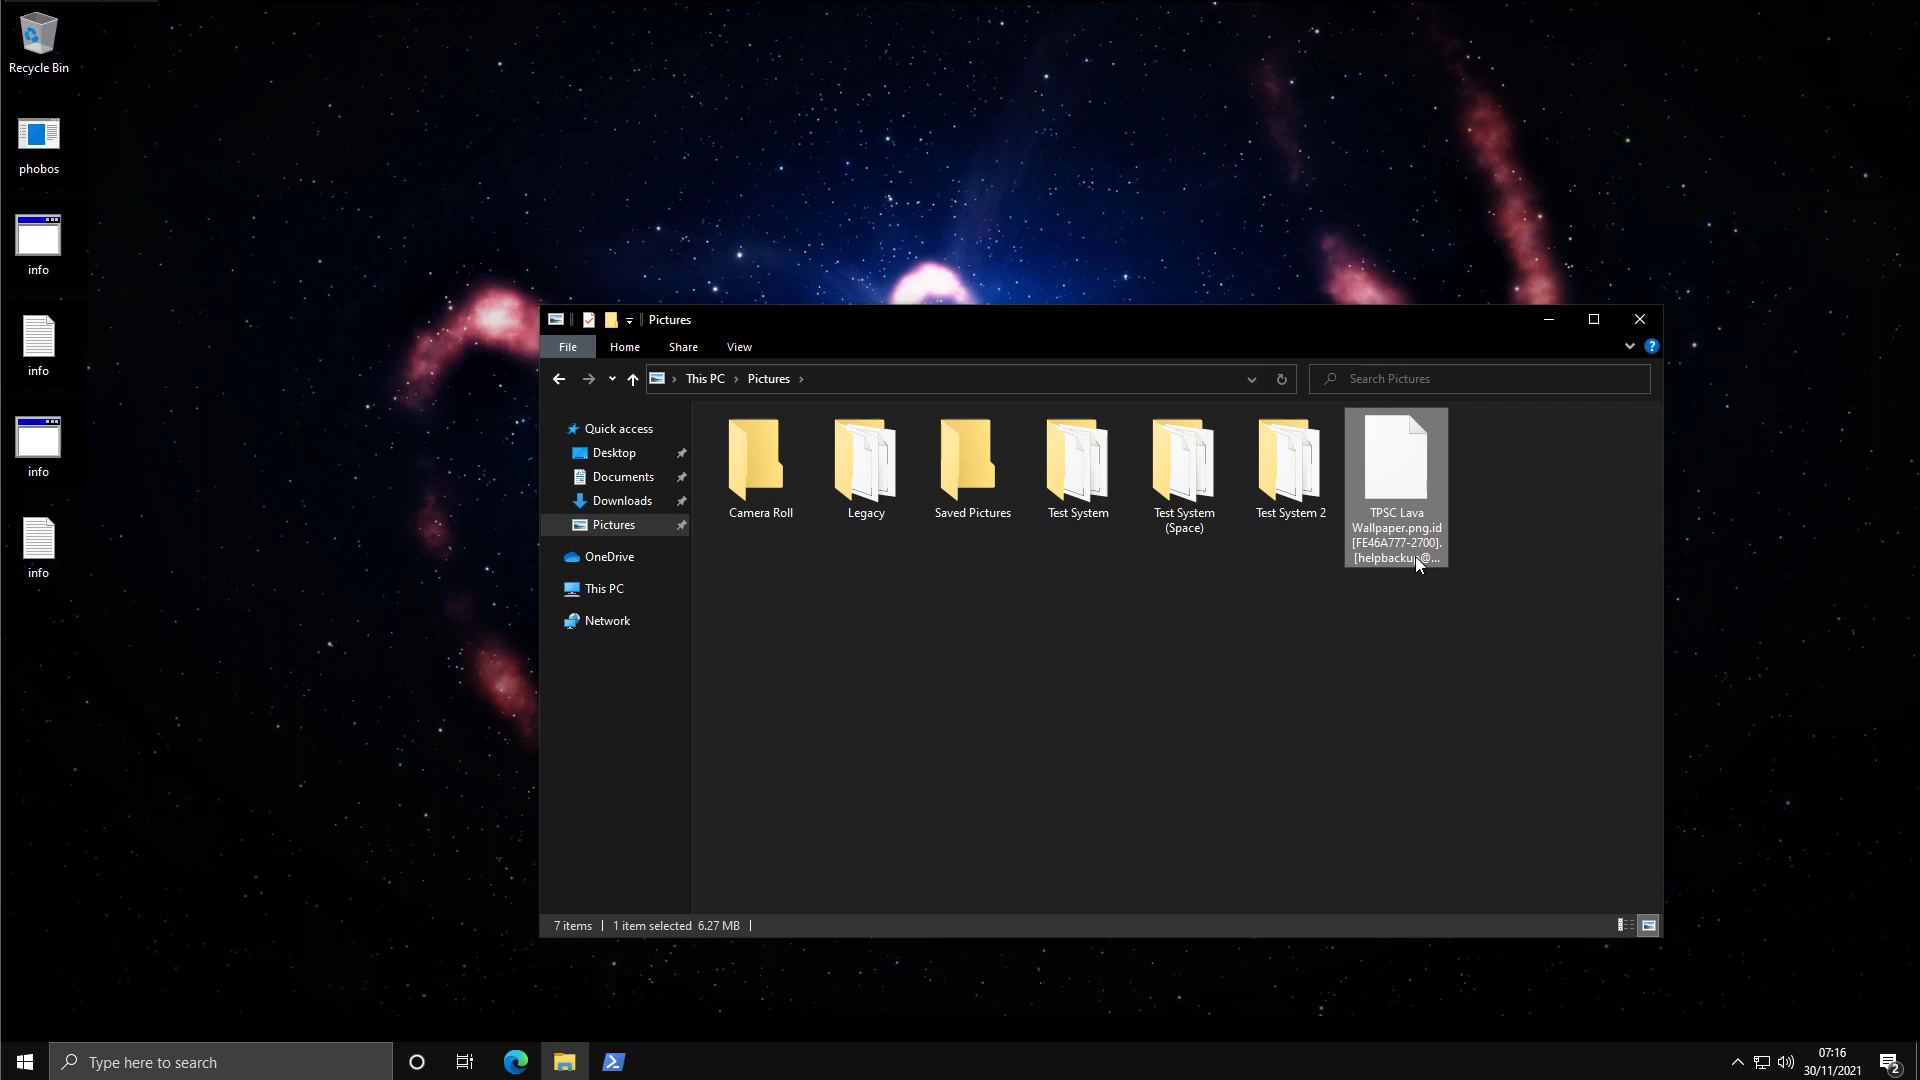 Recycle Bin
phobos
info
info
info
info
Pictures
File Home Share View
This PC Pictures
Search Pictures
Quick access
Desktop
Documents
Downloads
Pictures
OneDrive
This PC
Network
Camera Roll
Legacy
Saved Pictures
Test System
Test System
(Space)
Test System 2
TPSC Lava
Wallpaper.png.id
[FE46A777-2700].
[helpbackup@...
7 items 1 item selected 6.27 MB
Type here to search
07:16
30/11/2021
2